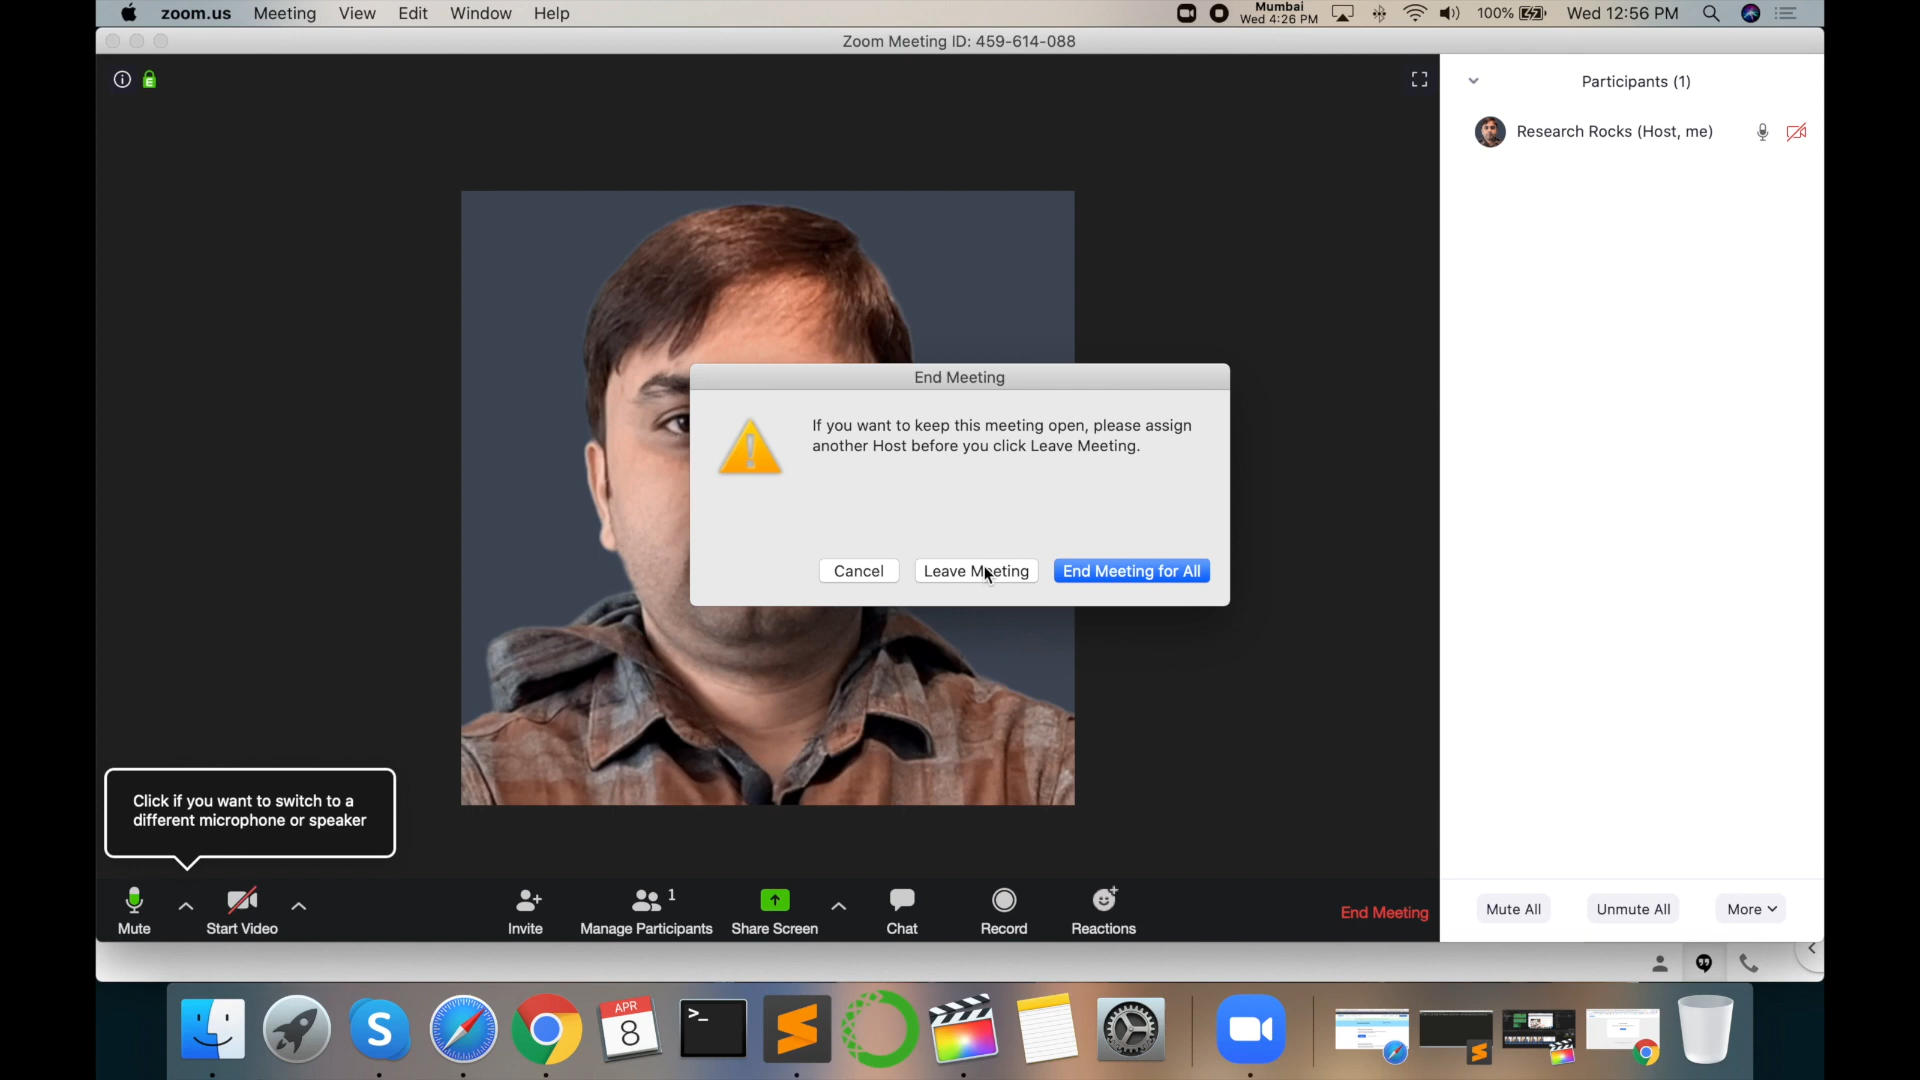 zoom.us Meeting View Edit Window Help
Mumbai
Wed 4:26 PM
100%
Wed 12:56 PM
Zoom Meeting ID: 459-614-088
Participants (1)
Research Rocks (Host, me)
End Meeting
If you want to keep this meeting open, please assign
another Host before you click Leave Meeting.
Cancel
Leave Meeting
End Meeting for All
Click if you want to switch to a
different microphone or speaker
Mute
Start Video
Invite
1
Manage Participants
Share Screen
Chat
Record
Reactions
End Meeting
Mute All
Unmute All
More
S
APR
8
>_